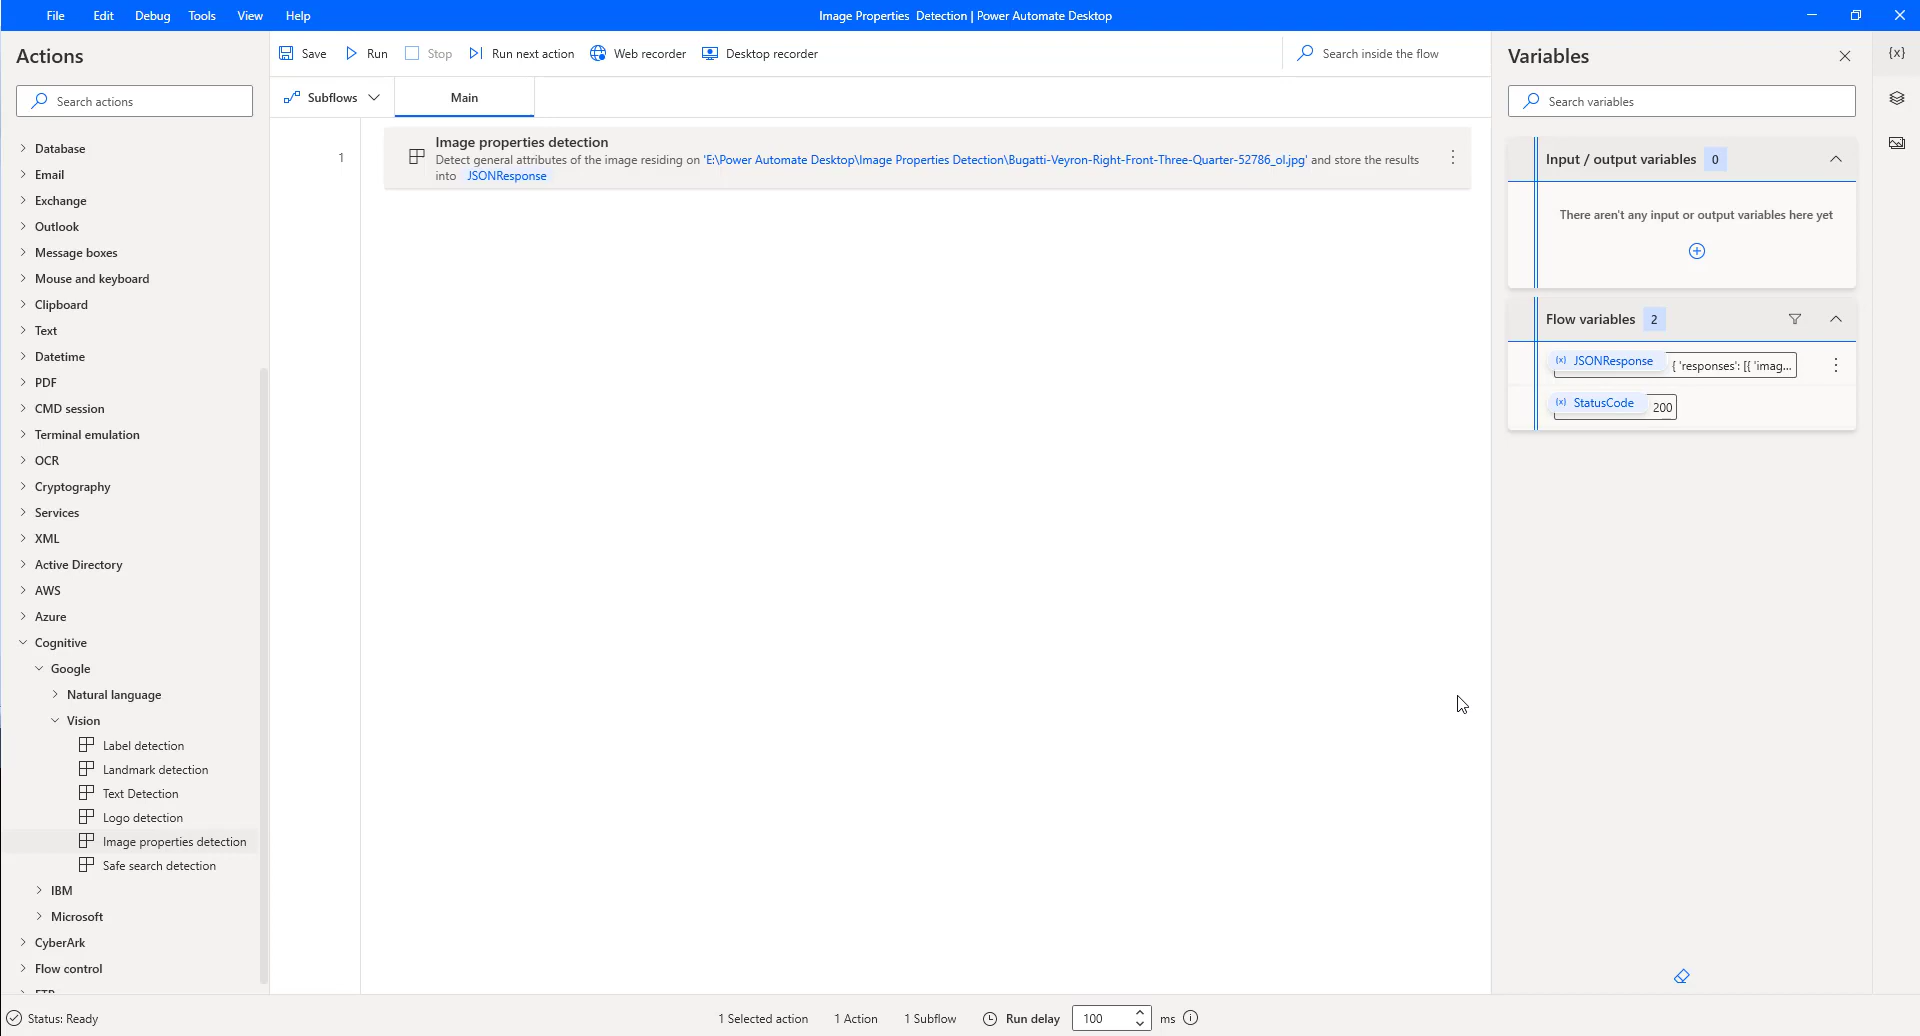 File Edit Debug Tools View Help
Image Properties Detection | Power Automate Desktop
Actions
Search actions
Database
Email
Exchange
Outlook
Message boxes
Mouse and keyboard
Clipboard
Text
Datetime
PDF
CMD session
Terminal emulation
OCR
Cryptography
Services
XML
Active Directory
AWS
Azure
Cognitive
Google
Natural language
Vision
Label detection
Landmark detection
Text Detection
Logo detection
Image properties detection
Safe search detection
IBM
Microsoft
CyberArk
Flow control
Save Run Stop Run next action Web recorder Desktop recorder
Search inside the flow
Subflows Main
1
Image properties detection
Detect general attributes of the image residing on 'E:\Power Automate Desktop\Image Properties Detection\Bugatti-Veyron-Right-Front-Three-Quarter-52786_ol.jpg' and store the results
into JSONResponse
Variables
{x}
Search variables
Input / output variables 0
There aren't any input or output variables here yet
Flow variables 2
(x) JSONResponse { 'responses': [[{ 'imag...
(x) StatusCode 200
Status: Ready
1 Selected action 1 Action 1 Subflow Run delay 100 ms